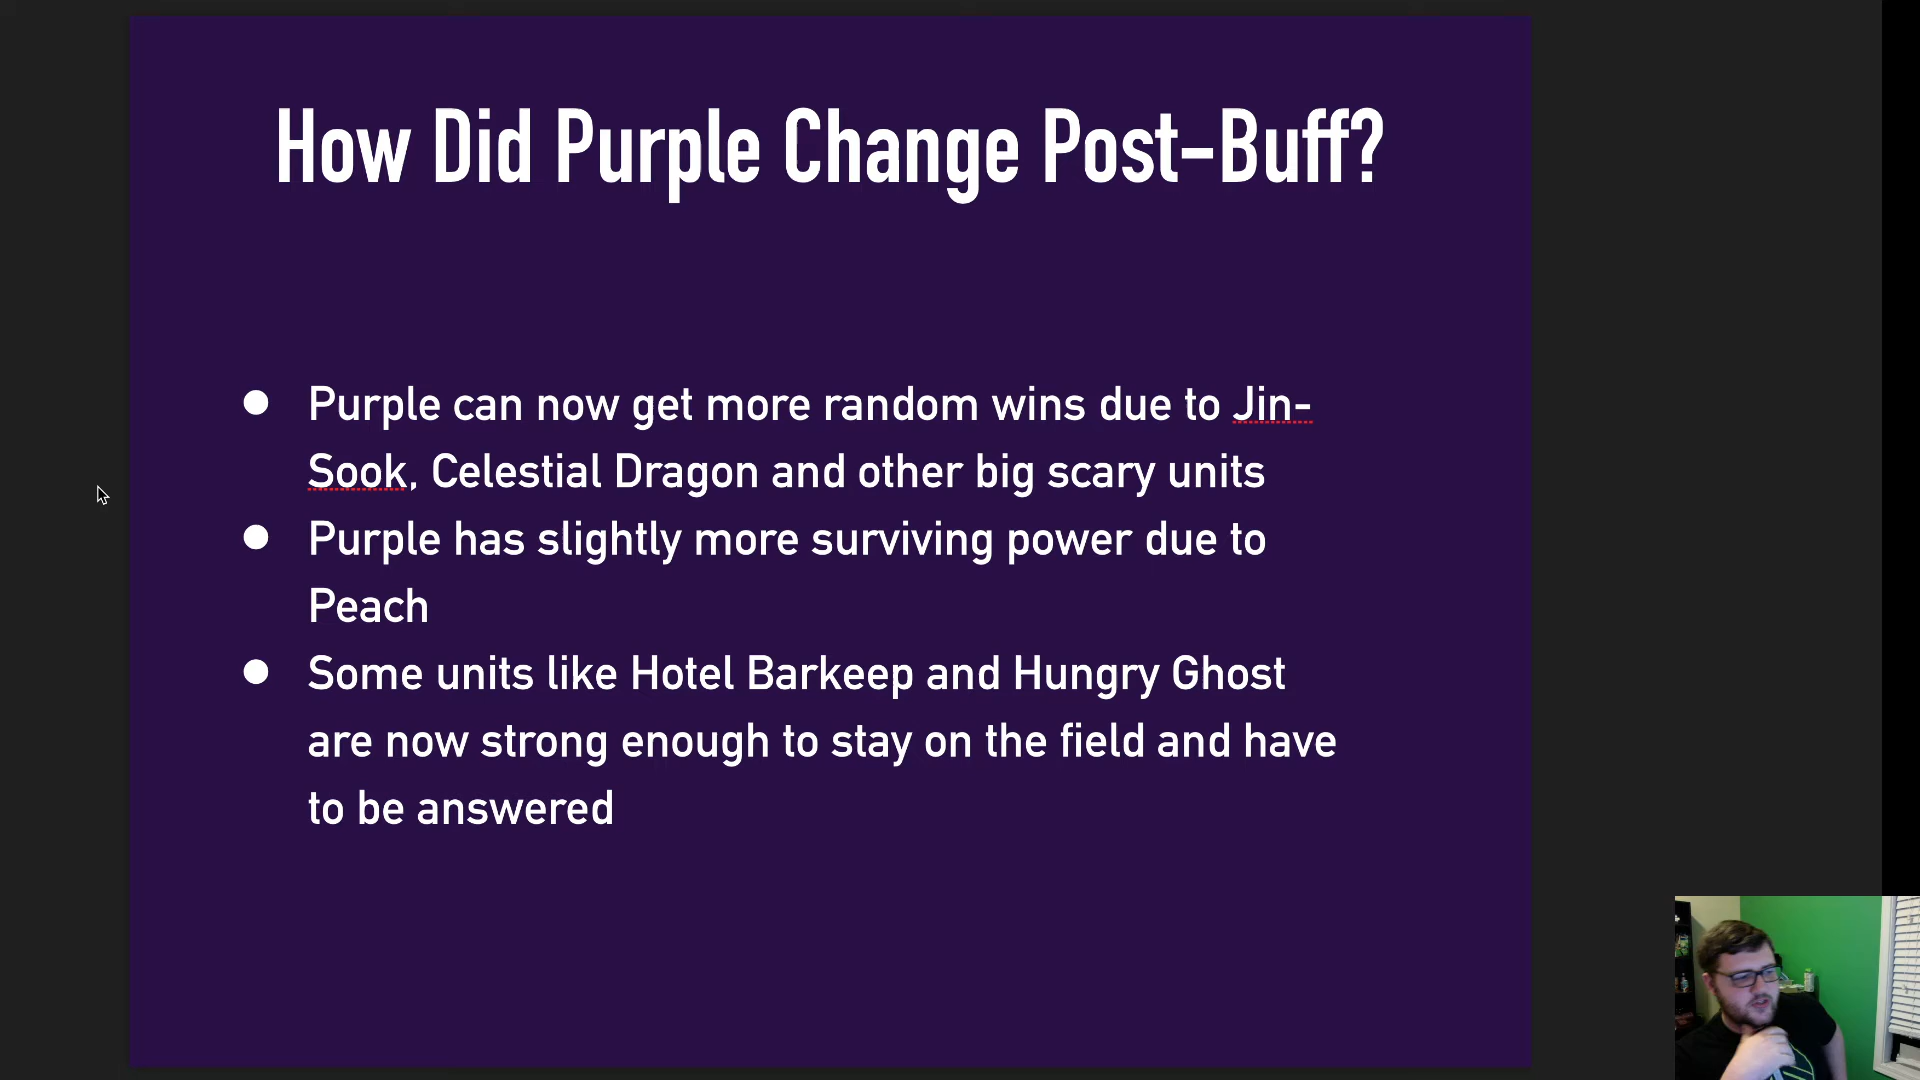 How Did Purple Change Post-Buff?
● Purple can now get more random wins due to Jin-
Sook, Celestial Dragon and other big scary units
● Purple has slightly more surviving power due to
Peach
● Some units like Hotel Barkeep and Hungry Ghost
are now strong enough to stay on the field and have
to be answered